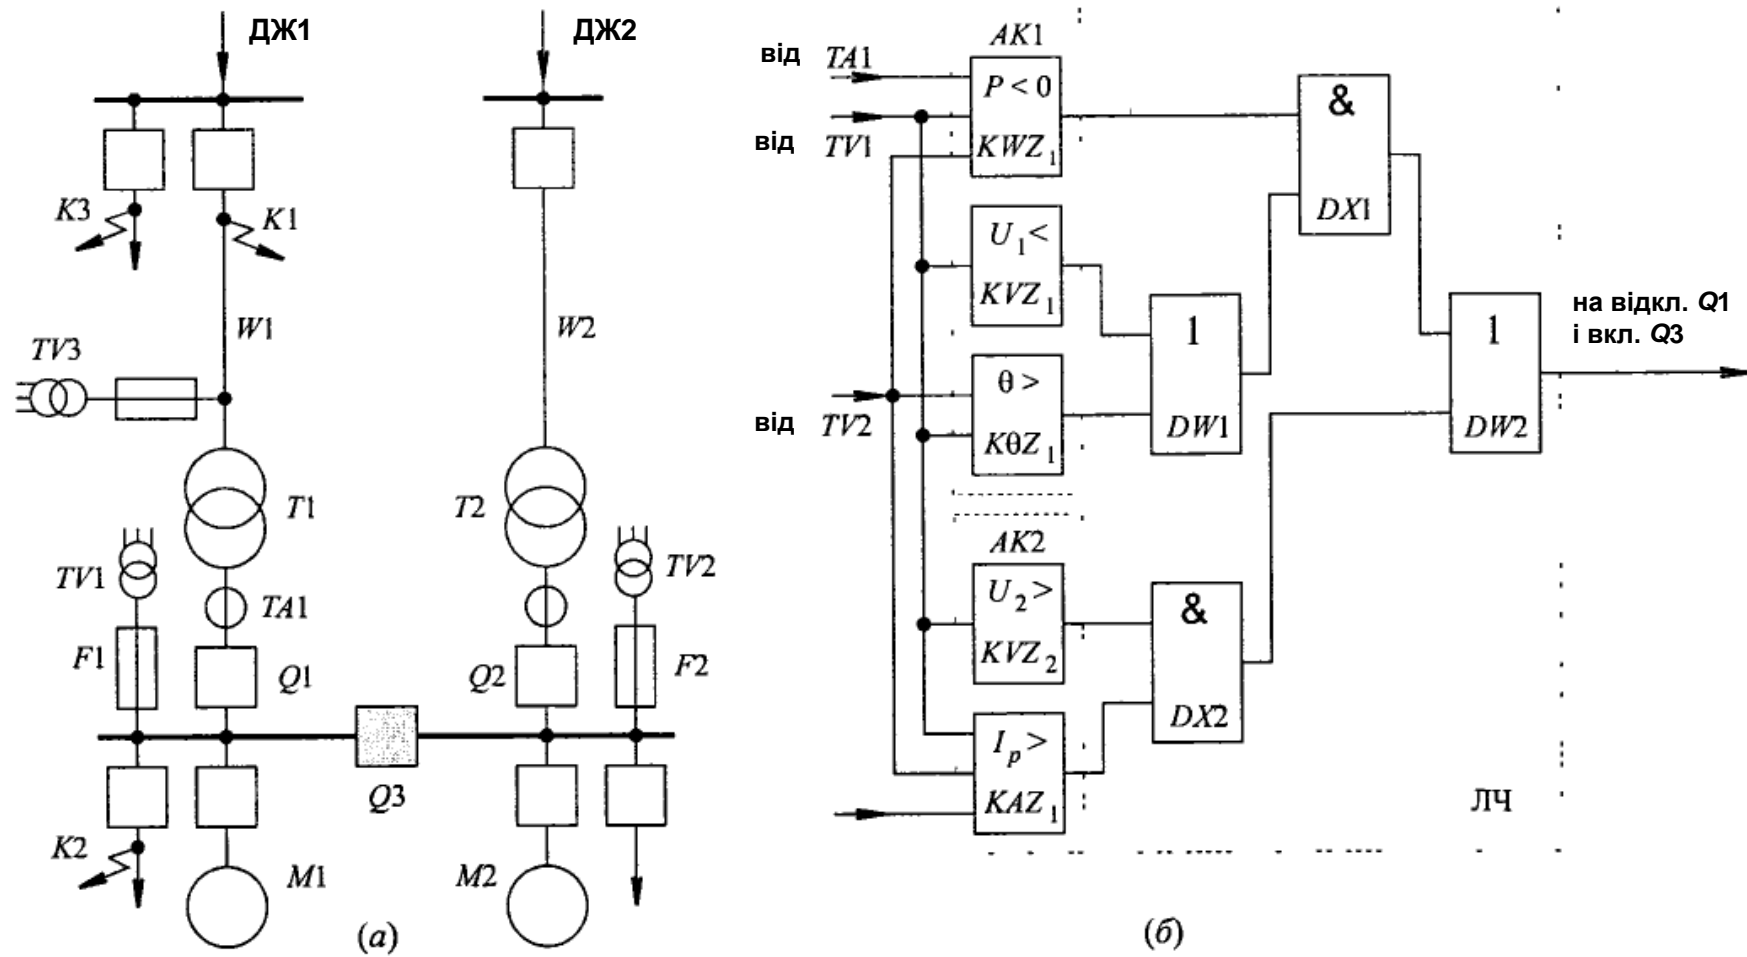 ДЖ1
ДЖ2
K3
K1
W1
W2
TV3
T1
T2
TV1
TV2
TA1
F1
Q1
Q2
F2
Q3
K2
M1
M2
(а)
від TA1
AK1
P < 0
KWZ1
від TV1
&
DX1
U1 <
KVZ1
1
DW1
θ >
KθZ1
від TV2
1
DW2
на відкл. Q1
і вкл. Q3
AK2
U2 >
KVZ2
&
DX2
Ip >
KAZ1
ЛЧ
(б)